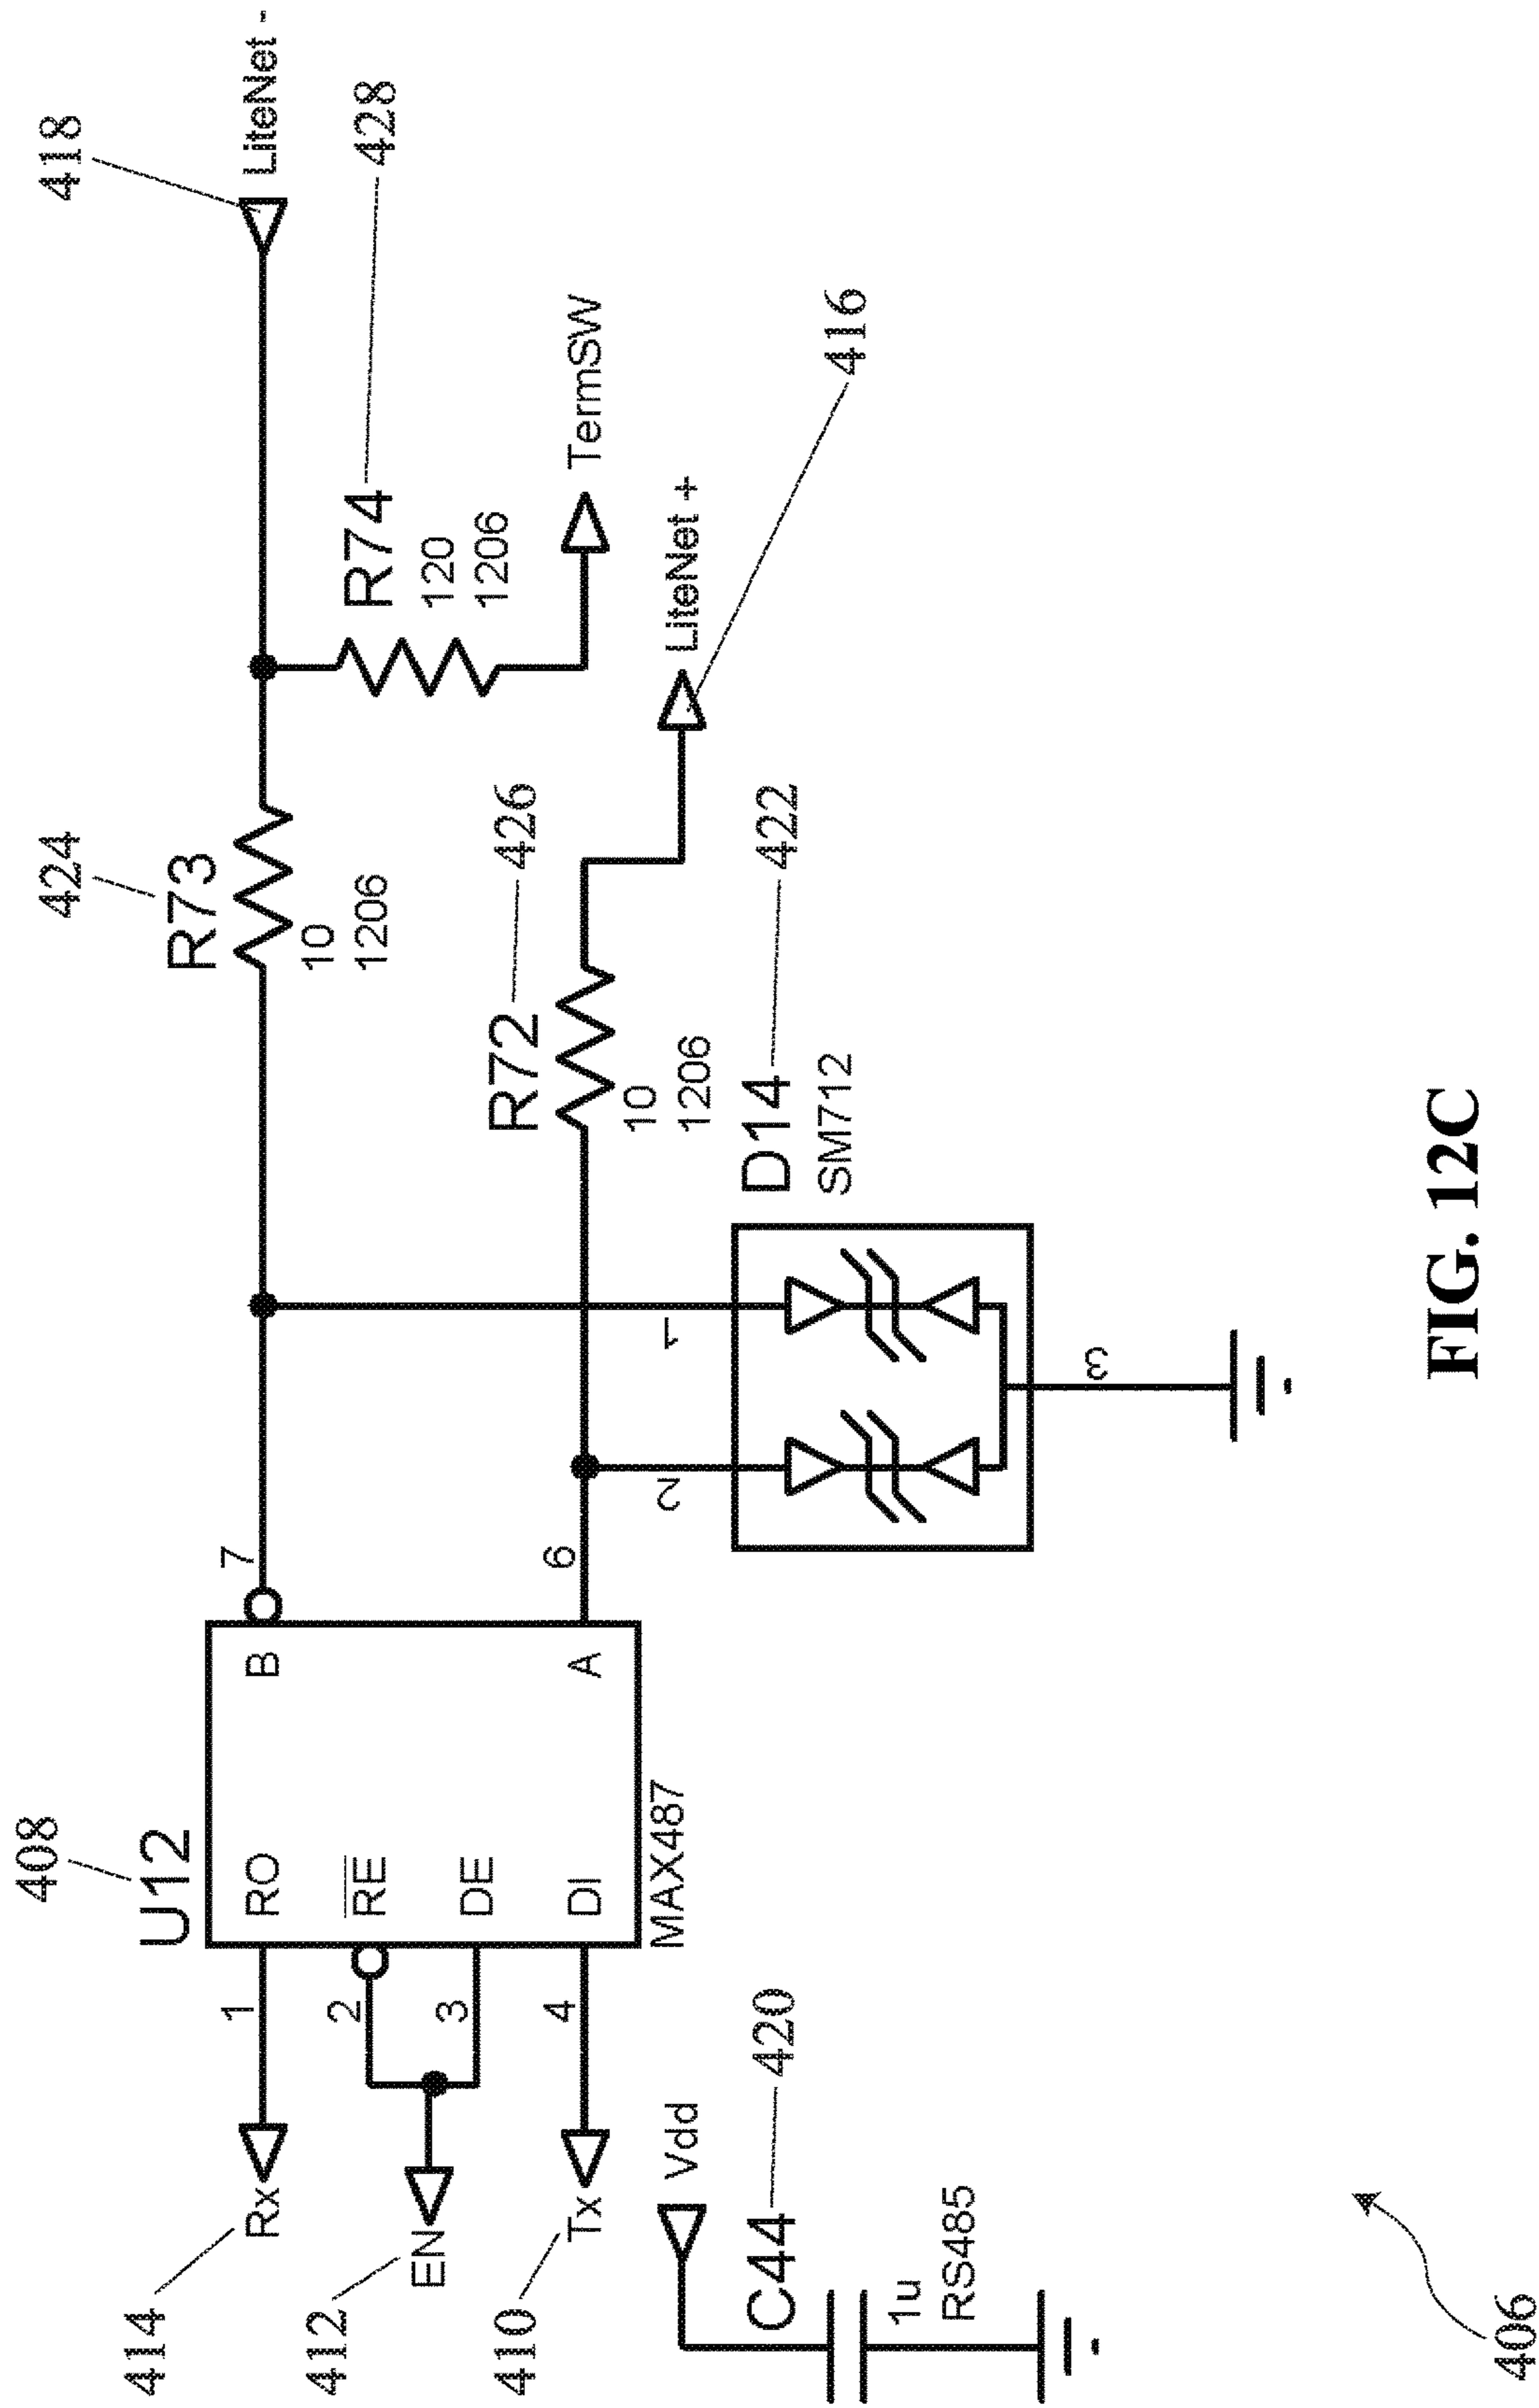 408
U12
424
R73
10
1206
418
LiteNet -
414
Rx
1
RO
B
7
412
EN
2
RE
3
DE
R74
428
120
1206
410
Tx
4
DI
A
6
MAX487
R72
426
10
1206
TermSW
LiteNet +
416
Vdd
C44
420
1u
RS485
2
1
D14
422
SM712
3
406
FIG. 12C